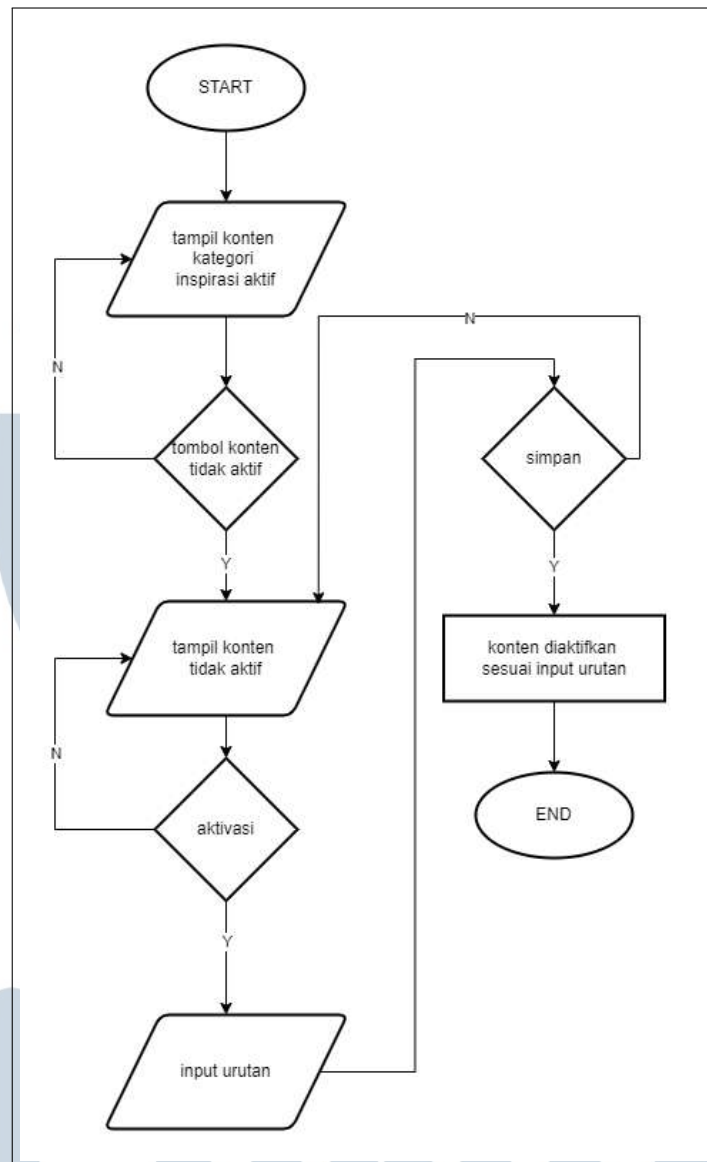 START
tampil konten
kategori
inspirasi aktif
N
tombol konten
tidak aktif
Y
tampil konten
tidak aktif
N
aktivasi
Y
input urutan
N
simpan
Y
konten diaktifkan
sesuai input urutan
END